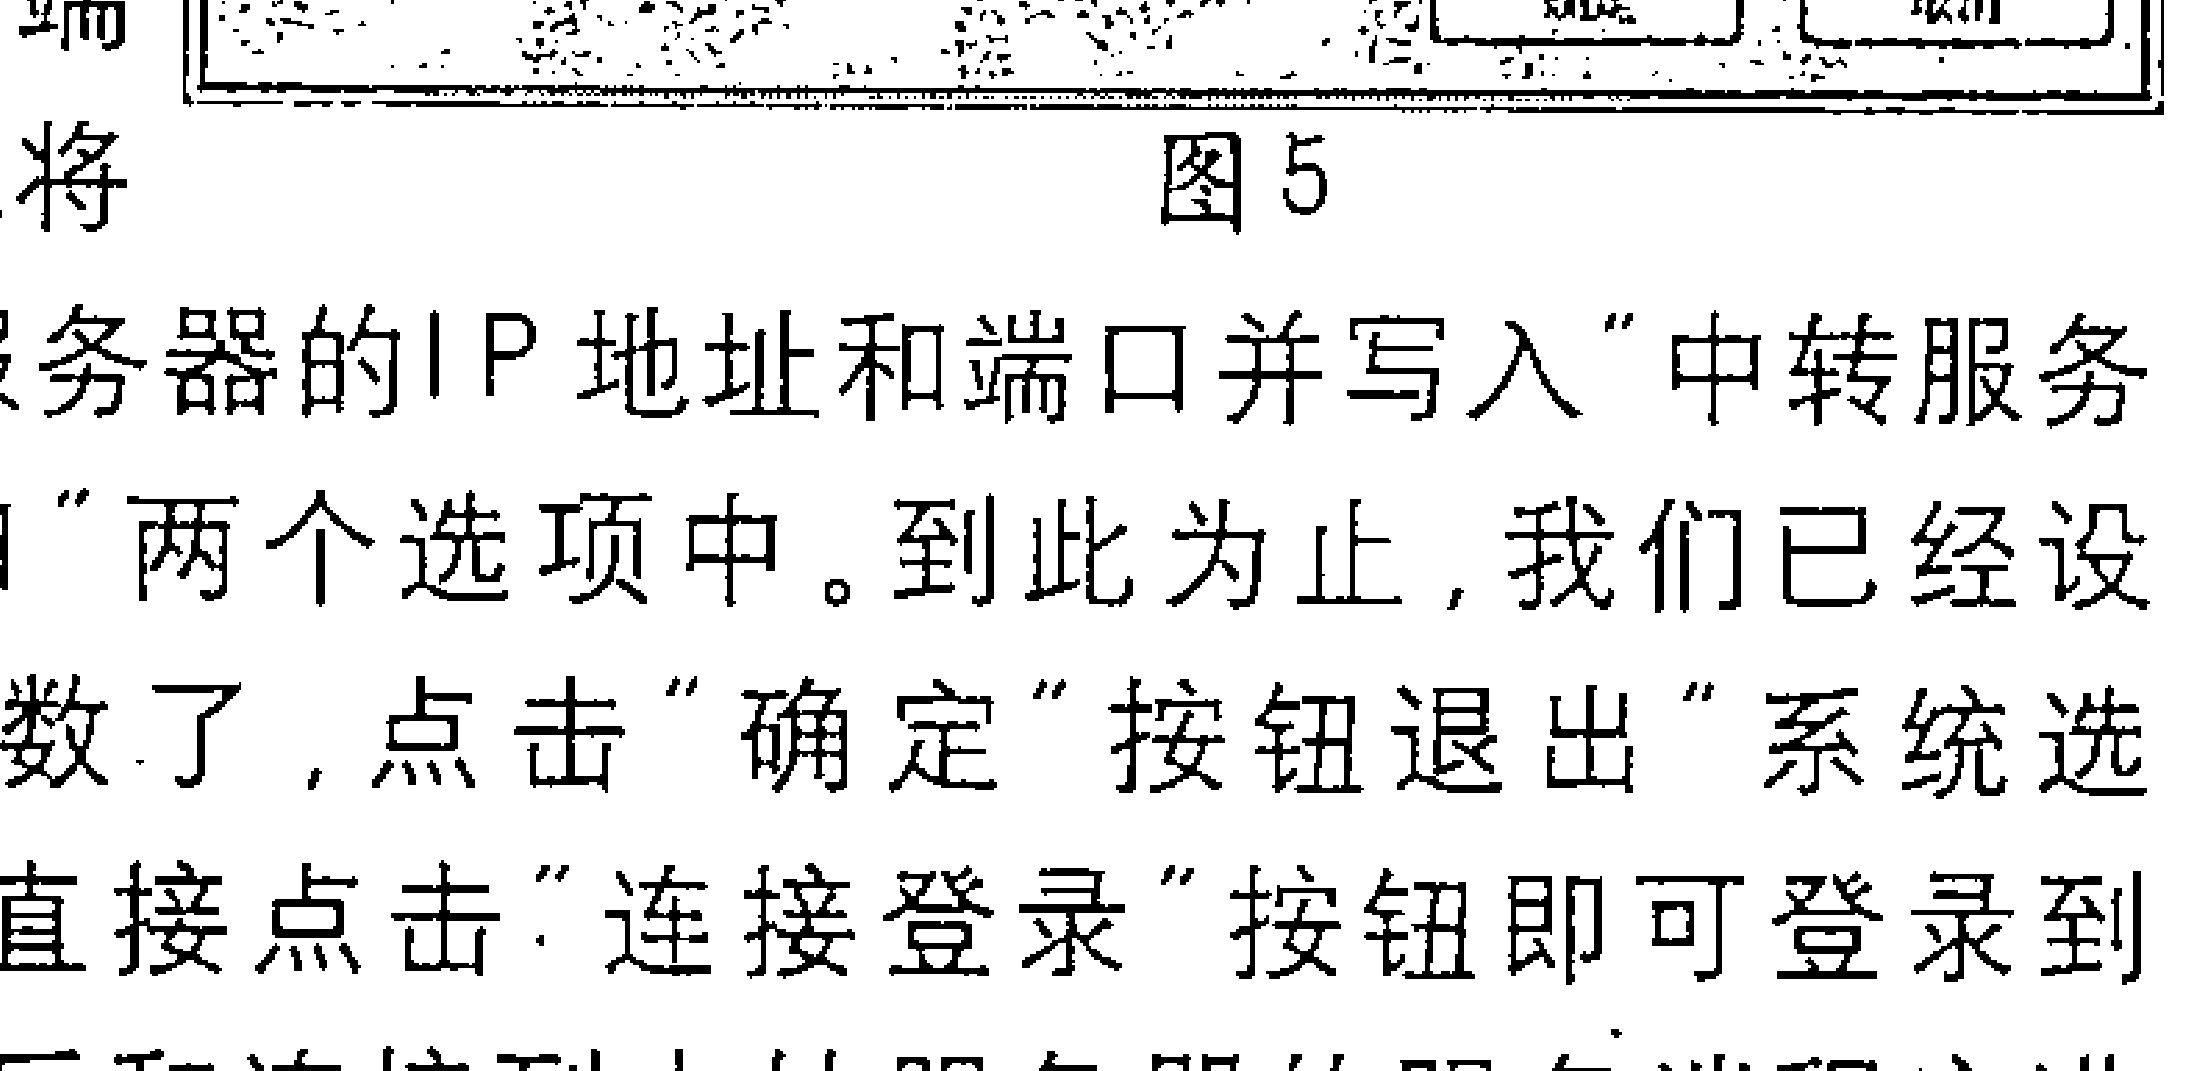 端
将
图5
务器的IP地址和端口并写入"中转服务
"两个选项中。到此为止,我们已经设
数了,点击"确定"按钮退出"系统选
直接点击"连接登录"按钮即可登录到